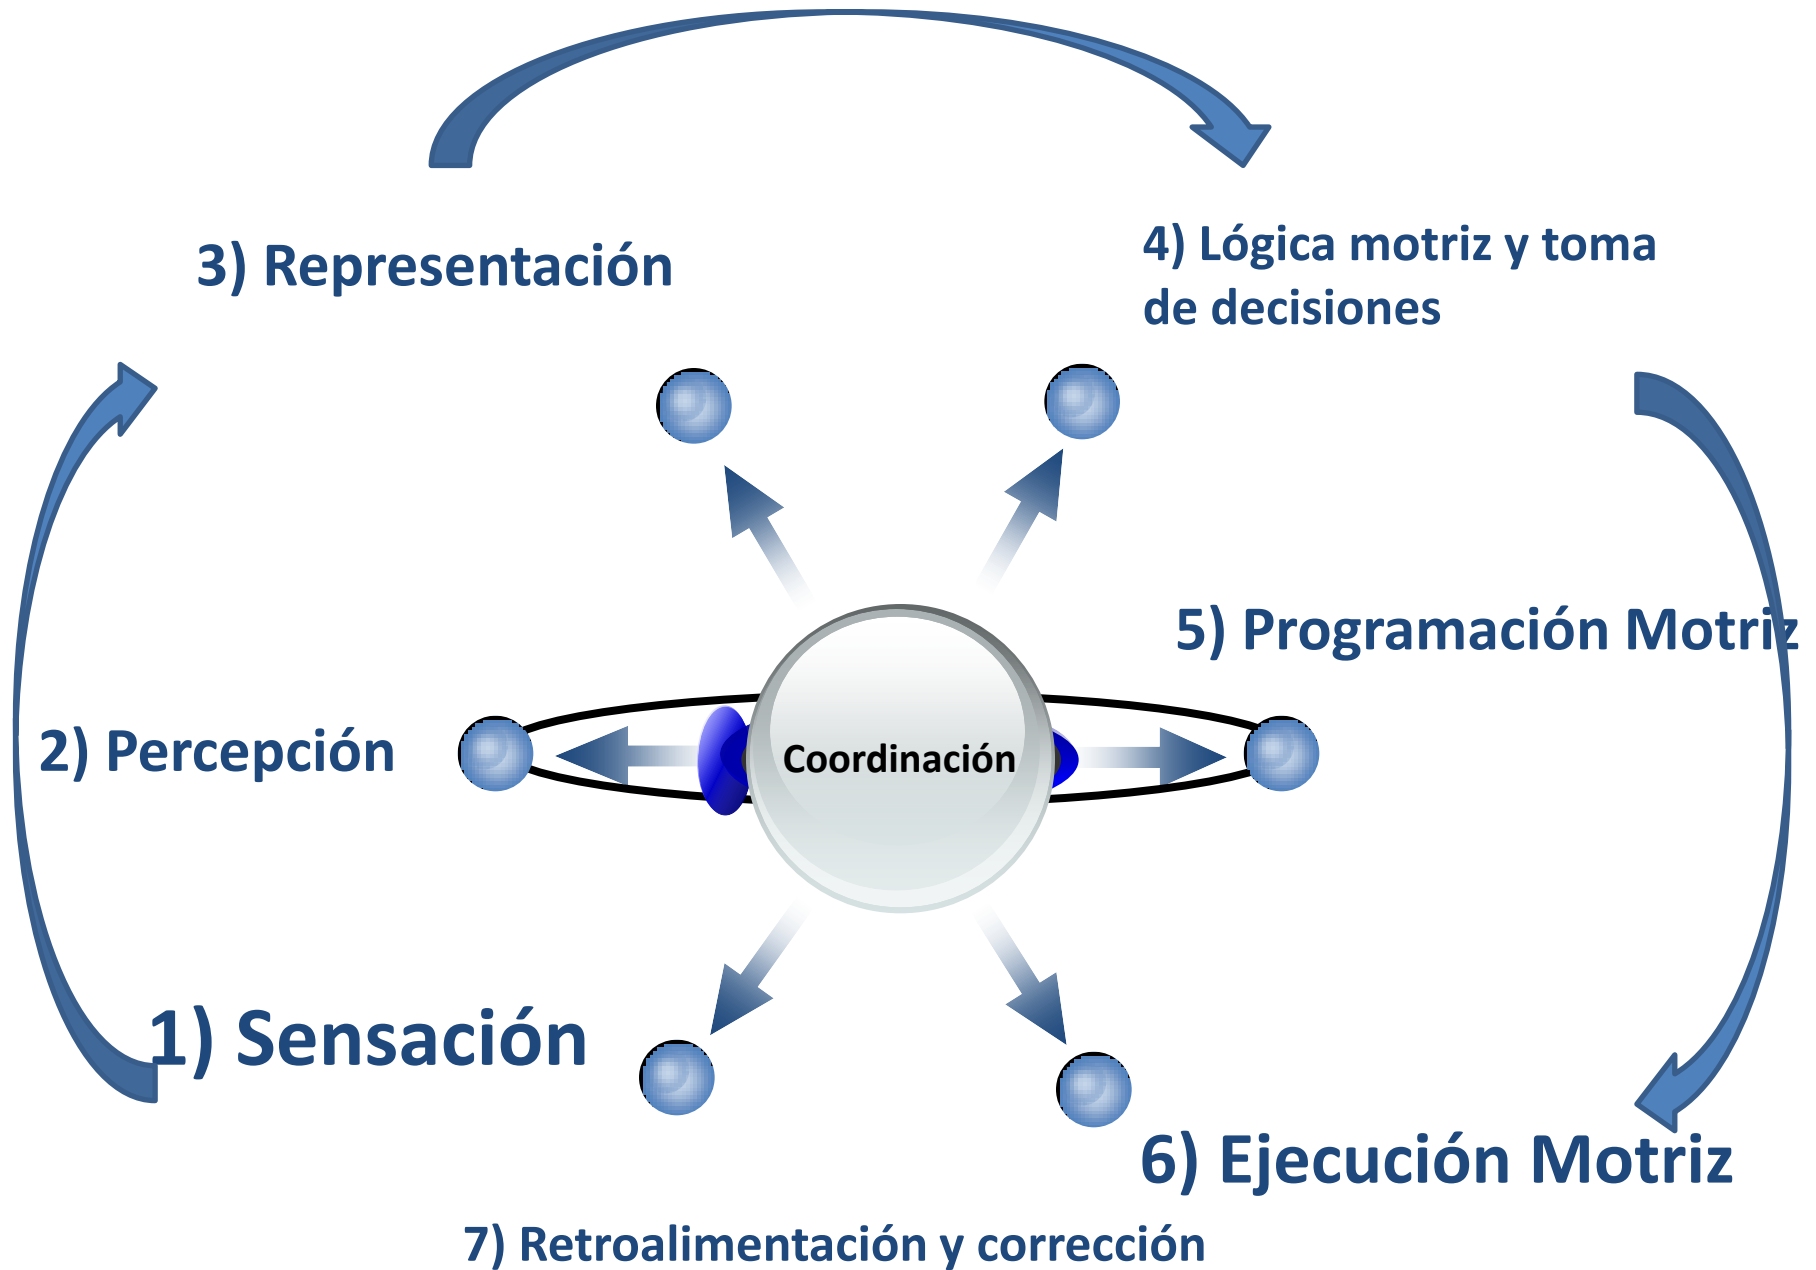 3) Representación
4) Lógica motriz y toma
de decisiones
5) Programación Motriz
2) Percepción
Coordinación
1) Sensación
6) Ejecución Motriz
7) Retroalimentación y corrección